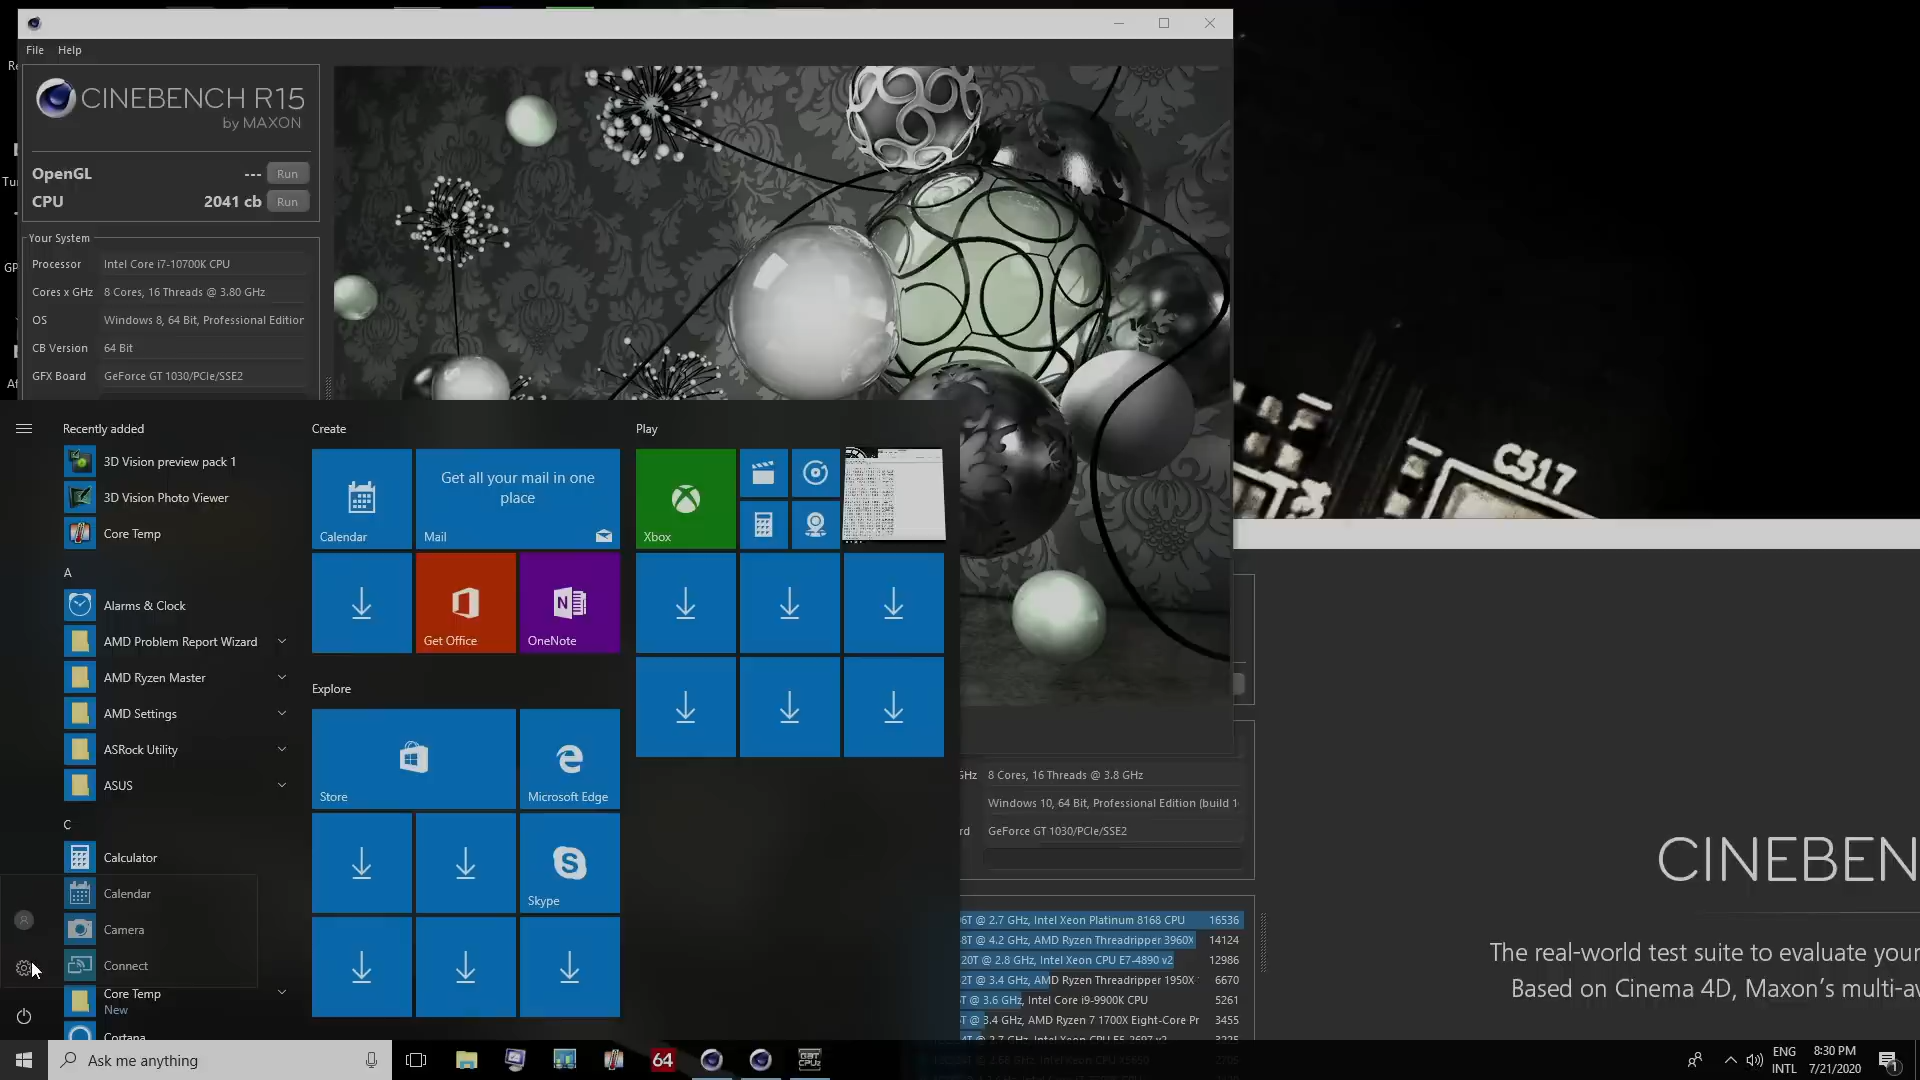 File Help
CINEBENCH R15
by MAXON
OpenGL --- Run
CPU 2041 cb Run
Your System
Processor Intel Core i7-10700K CPU
Cores x GHz 8 Cores, 16 Threads @ 3.80 GHz
OS Windows 8, 64 Bit, Professional Edition
CB Version 64 Bit
GFX Board GeForce GT 1030/PCIe/SSE2
C517
Recently added
3D Vision preview pack 1
3D Vision Photo Viewer
Core Temp
A
Alarms & Clock
AMD Problem Report Wizard
AMD Ryzen Master
AMD Settings
ASRock Utility
ASUS
C
Calculator
Calendar
Camera
Connect
Core Temp
New
Cortana
Create
Calendar
Get all your mail in one
place
Mail
Get Office
OneNote
Explore
Store
Microsoft Edge
Skype
Play
Xbox
GHz 8 Cores, 16 Threads @ 3.8 GHz
Windows 10, 64 Bit, Professional Edition (build 1
rd GeForce GT 1030/PCIe/SSE2
6T @ 2.7 GHz, Intel Xeon Platinum 8168 CPU 16536
8T @ 4.2 GHz, AMD Ryzen Threadripper 3960X 14124
20T @ 2.8 GHz, Intel Xeon CPU E7-4890 v2 12986
2T @ 3.4 GHz, AMD Ryzen Threadripper 1950X 6670
T @ 3.6 GHz, Intel Core i9-9900K CPU 5261
T @ 3.4 GHz, AMD Ryzen 7 1700X Eight-Core Pr 3455
CINEBEN
The real-world test suite to evaluate your
Based on Cinema 4D, Maxon's multi-aw
Ask me anything
64
ENG
INTL
8:30 PM
7/21/2020
1